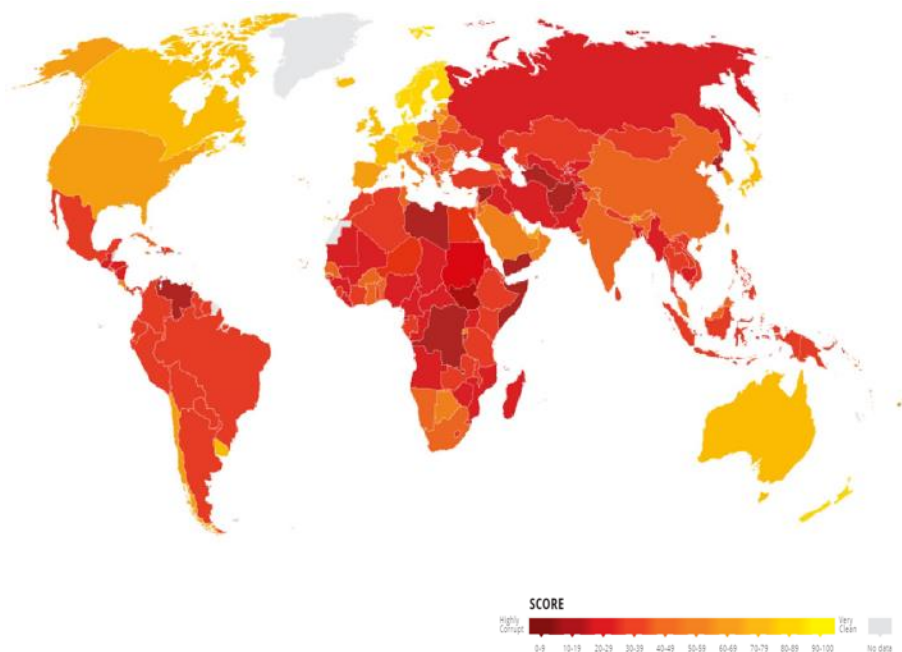 SCORE
Highly
Corrupt
Very
Clean
0-9 10-19 20-29 30-39 40-49 50-59 60-69 70-79 80-89 90-100 No data